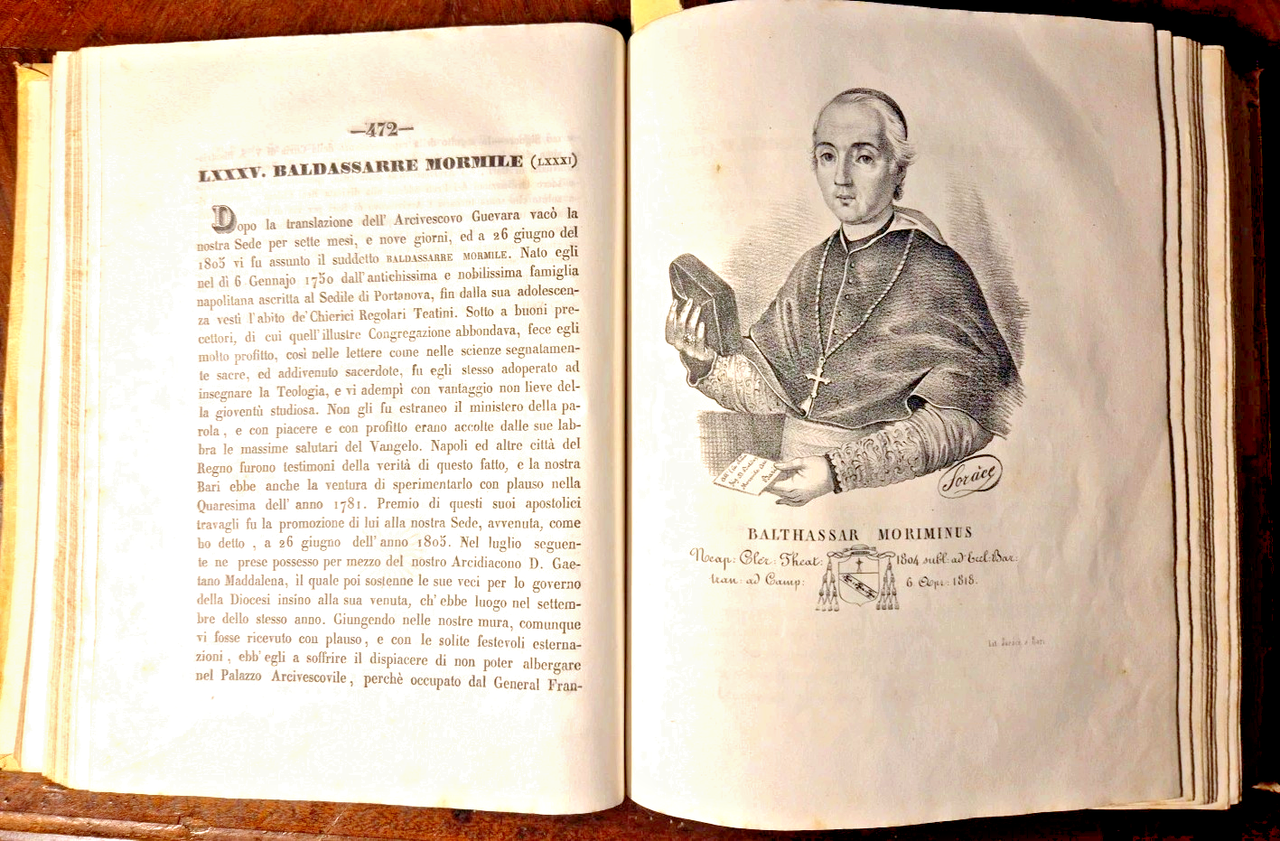 —472—
LXXXV. BALDASSARRE MORMILE (LXXXI)
Dopo la translazione dell' Arcivescovo Guevara vacò la
nostra Sede per sette mesi, e nove giorni, ed a 26 giugno del
1805 vi fu assunto il suddetto BALDASSARRE MORMILE. Nato egli
nel dì 6 Gennajo 1750 dall'antichissima e nobilissima famiglia
napolitana ascritta al Sedile di Portanova, fin dalla sua adolescen-
za vestì l'abito de' Chierici Regolari Teatini. Sotto a buoni pre-
cettori, di cui quell'illustre Congregazione abbondava, fece egli
molto profitto, così nelle lettere come nelle scienze segnalamen-
te sacre, ed addivenuto sacerdote, fu egli stesso adoperato ad
insegnare la Teologia, e vi adempì con vantaggio non lieve del-
la gioventù studiosa. Non gli fu estraneo il ministero della pa-
rola, e con piacere e con profitto erano accolte dalle sue lab-
bra le massime salutari del Vangelo. Napoli ed altre città del
Regno furono testimoni della verità di questo fatto, e la nostra
Bari ebbe anche la ventura di sperimentarlo con plauso nella
Quaresima dell' anno 1781. Premio di questi suoi apostolici
travagli fu la promozione di lui alla nostra Sede, avvenuta, come
ho detto, a 26 giugno dell'anno 1805. Nel luglio seguen-
te ne prese possesso per mezzo del nostro Arcidiacono D. Gae-
tano Maddalena, il quale poi sostenne le sue veci per lo governo
della Diocesi insino alla sua venuta, ch'ebbe luogo nel settem-
bre dello stesso anno. Giungendo nelle nostre mura, comunque
vi fosse ricevuto con plauso, e con le solite festevoli esterna-
zioni, ebb'egli a soffrire il dispiacere di non poter albergare
nel Palazzo Arcivescovile, perchè occupato dal General Fran-
Soràce
BALTHASSAR MORIMINUS
Neap: Cler: Theat: 1804 subl: ad Eccl: Bar:
tran: ad Camp: 6 Apr: 1818.